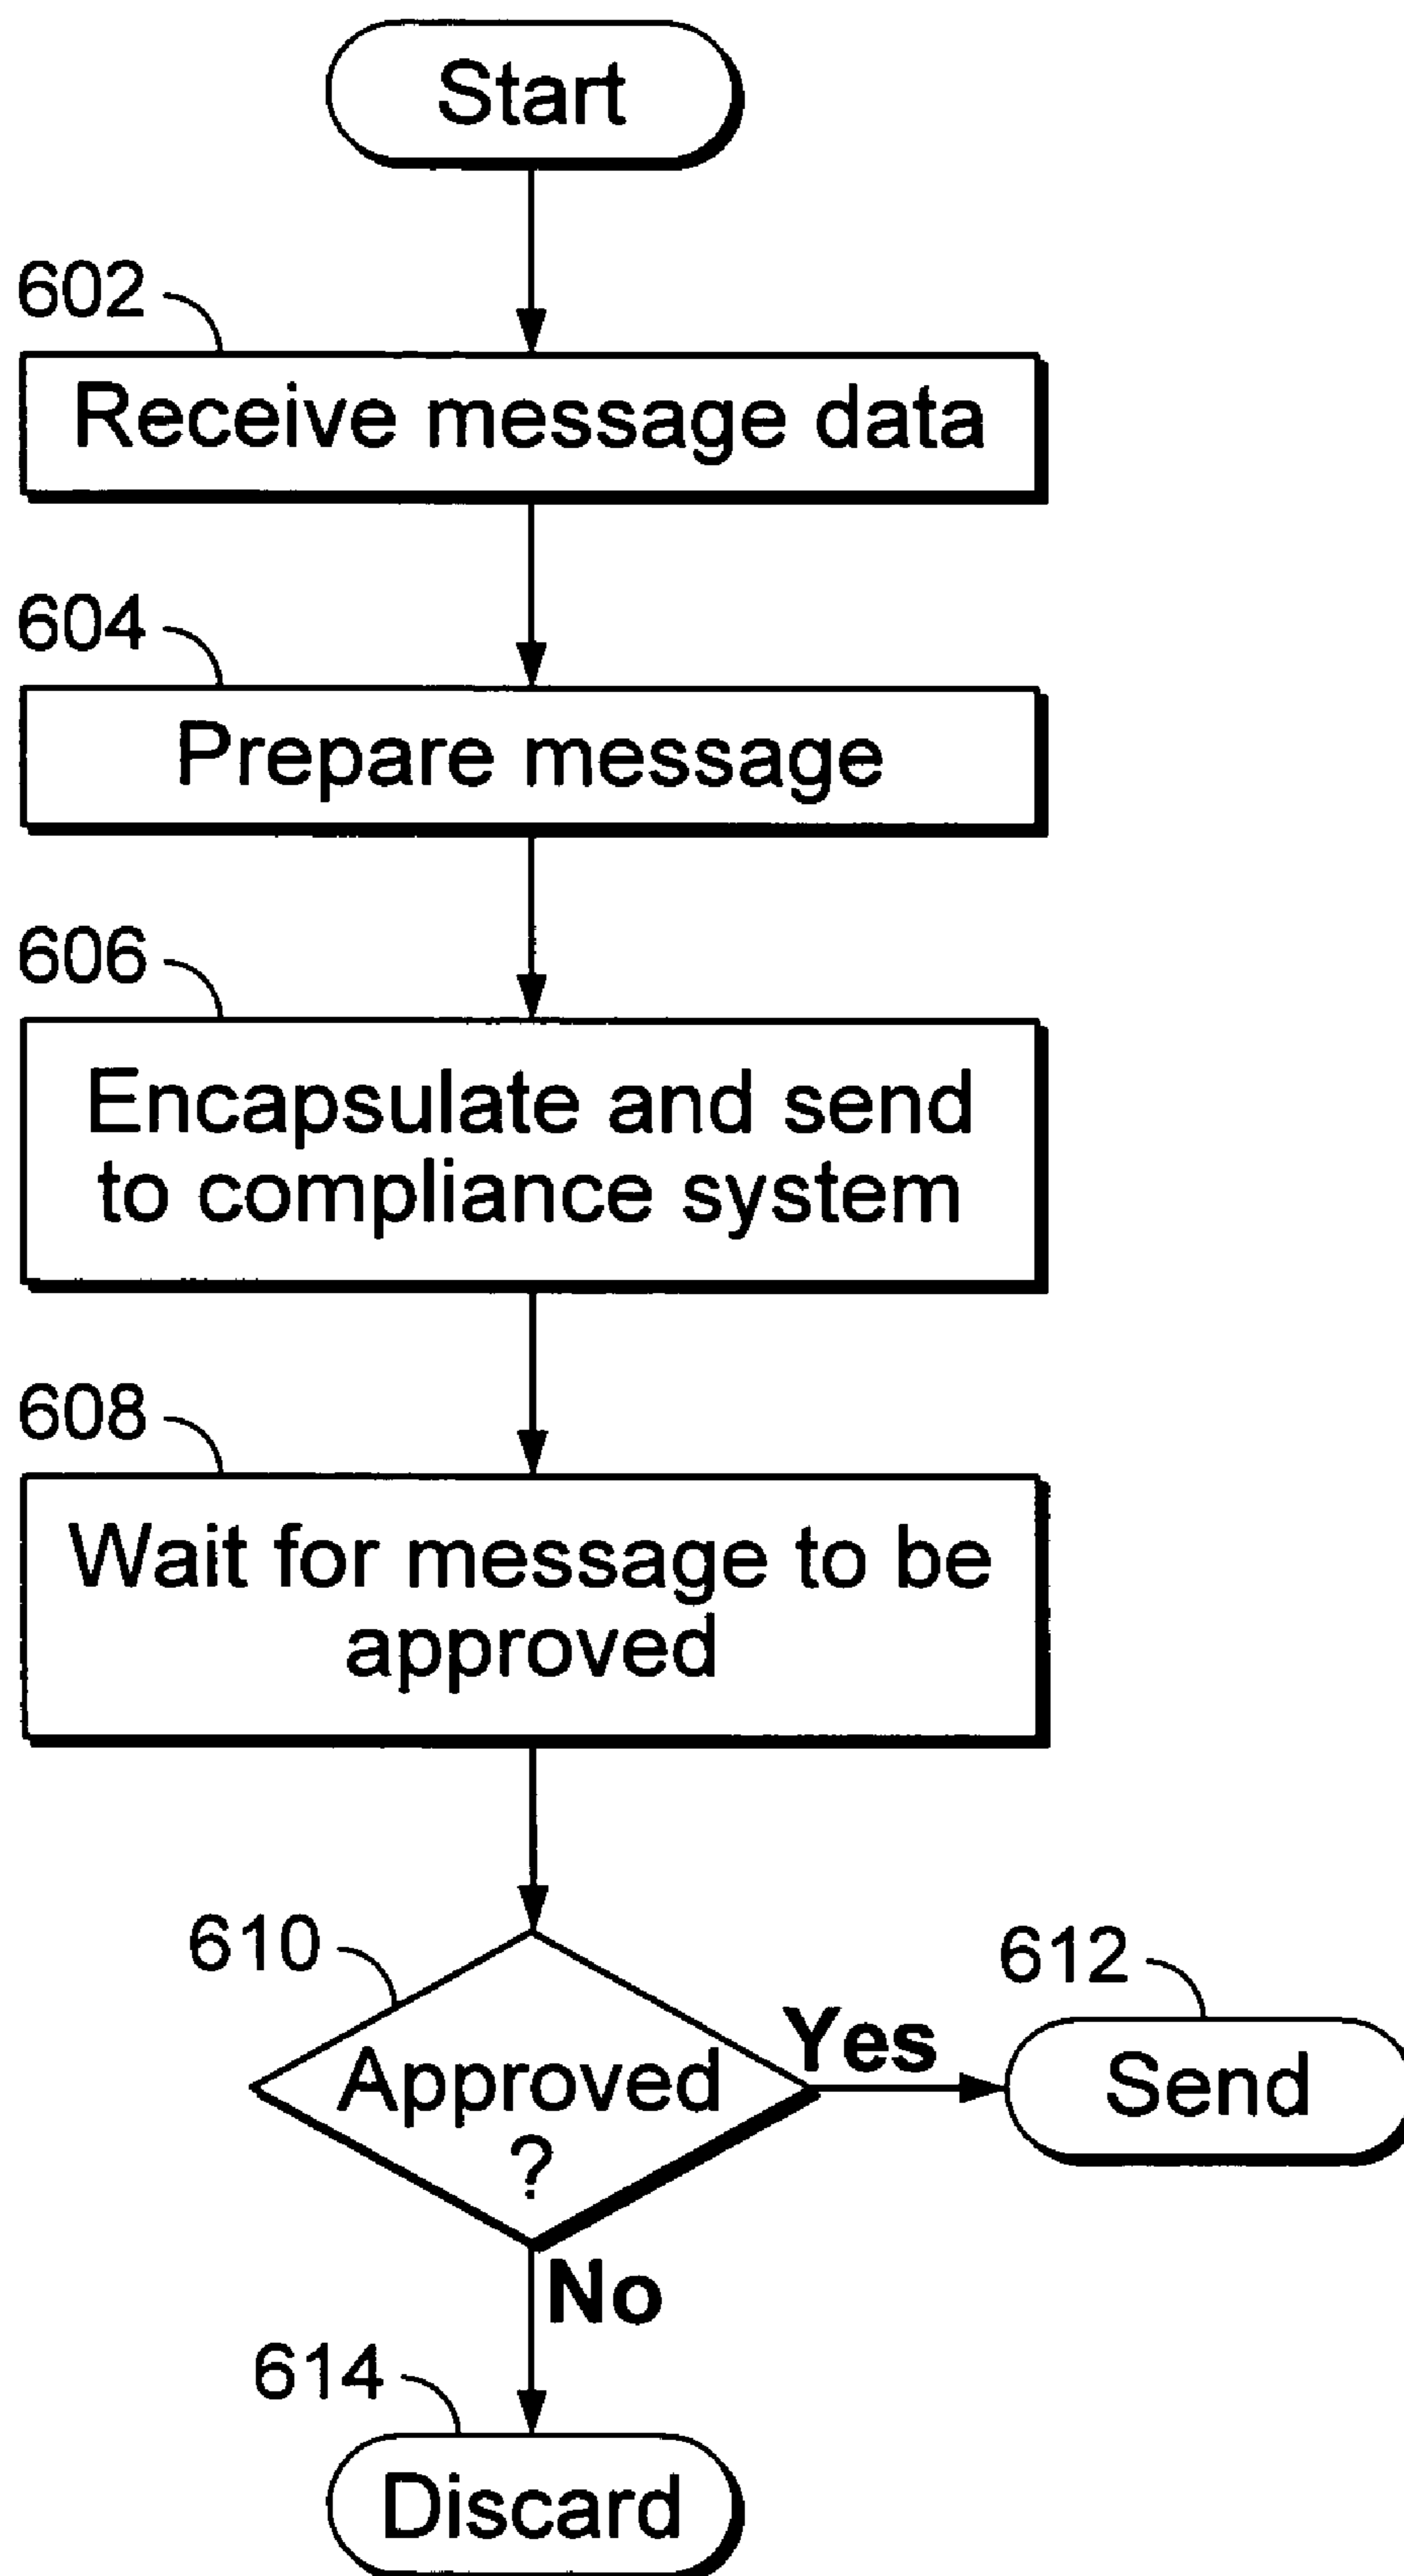 Start
602
Receive message data
604
Prepare message
606
Encapsulate and send
to compliance system
608
Wait for message to be
approved
610
Approved
?
Yes
612
Send
No
614
Discard